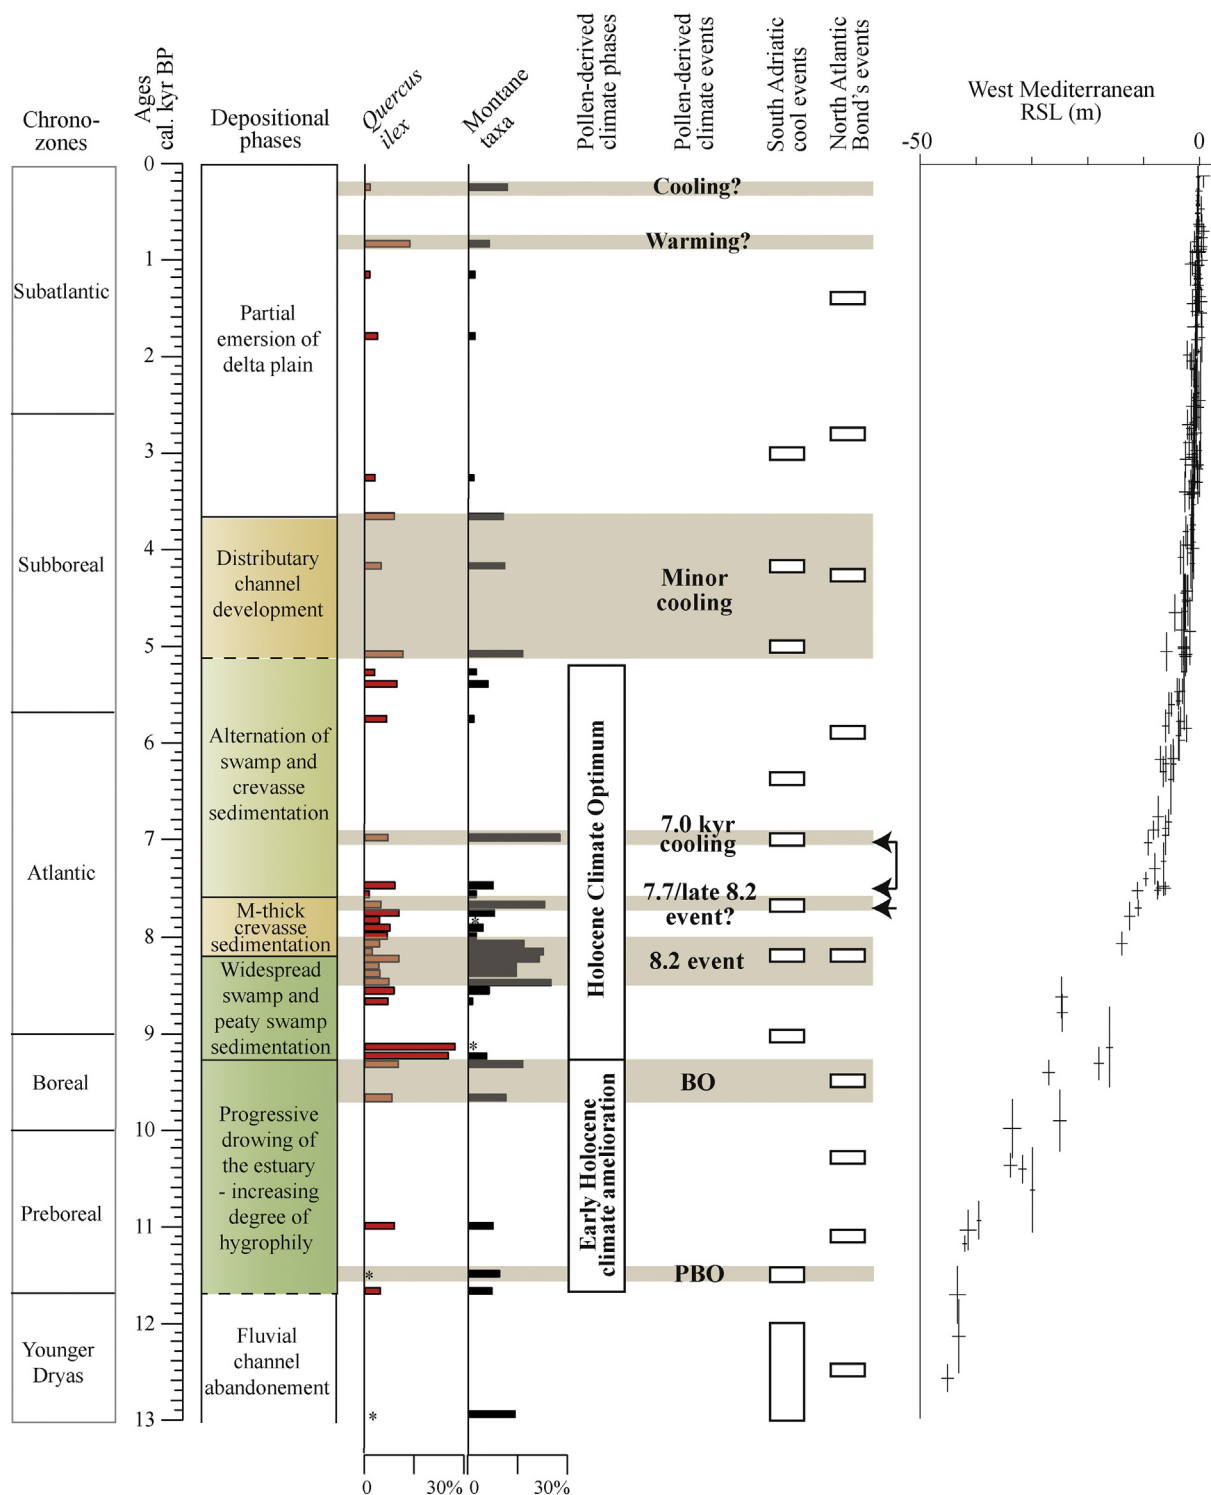 Chrono-
zones
Ages
cal. kyr BP
Depositional
phases
Quercus
ilex
Montane
taxa
Pollen-derived
climate phases
Pollen-derived
climate events
South Adriatic
cool events
North Atlantic
Bond's events
West Mediterranean
RSL (m)
-50
0
Subatlantic
Subboreal
Atlantic
Boreal
Preboreal
Younger
Dryas
0
1
2
3
4
5
6
7
8
9
10
11
12
13
Partial
emersion of
delta plain
Distributary
channel
development
Alternation of
swamp and
crevasse
sedimentation
M-thick
crevasse
sedimentation
Widespread
swamp and
peaty swamp
sedimentation
Progressive
drowing of
the estuary
- increasing
degree of
hygrophily
Fluvial
channel
abandonement
*
*
*
*
0
30%
0
30%
Holocene Climate Optimum
Early Holocene
climate amelioration
Cooling?
Warming?
Minor
cooling
7.0 kyr
cooling
7.7/late 8.2
event?
8.2 event
BO
PBO